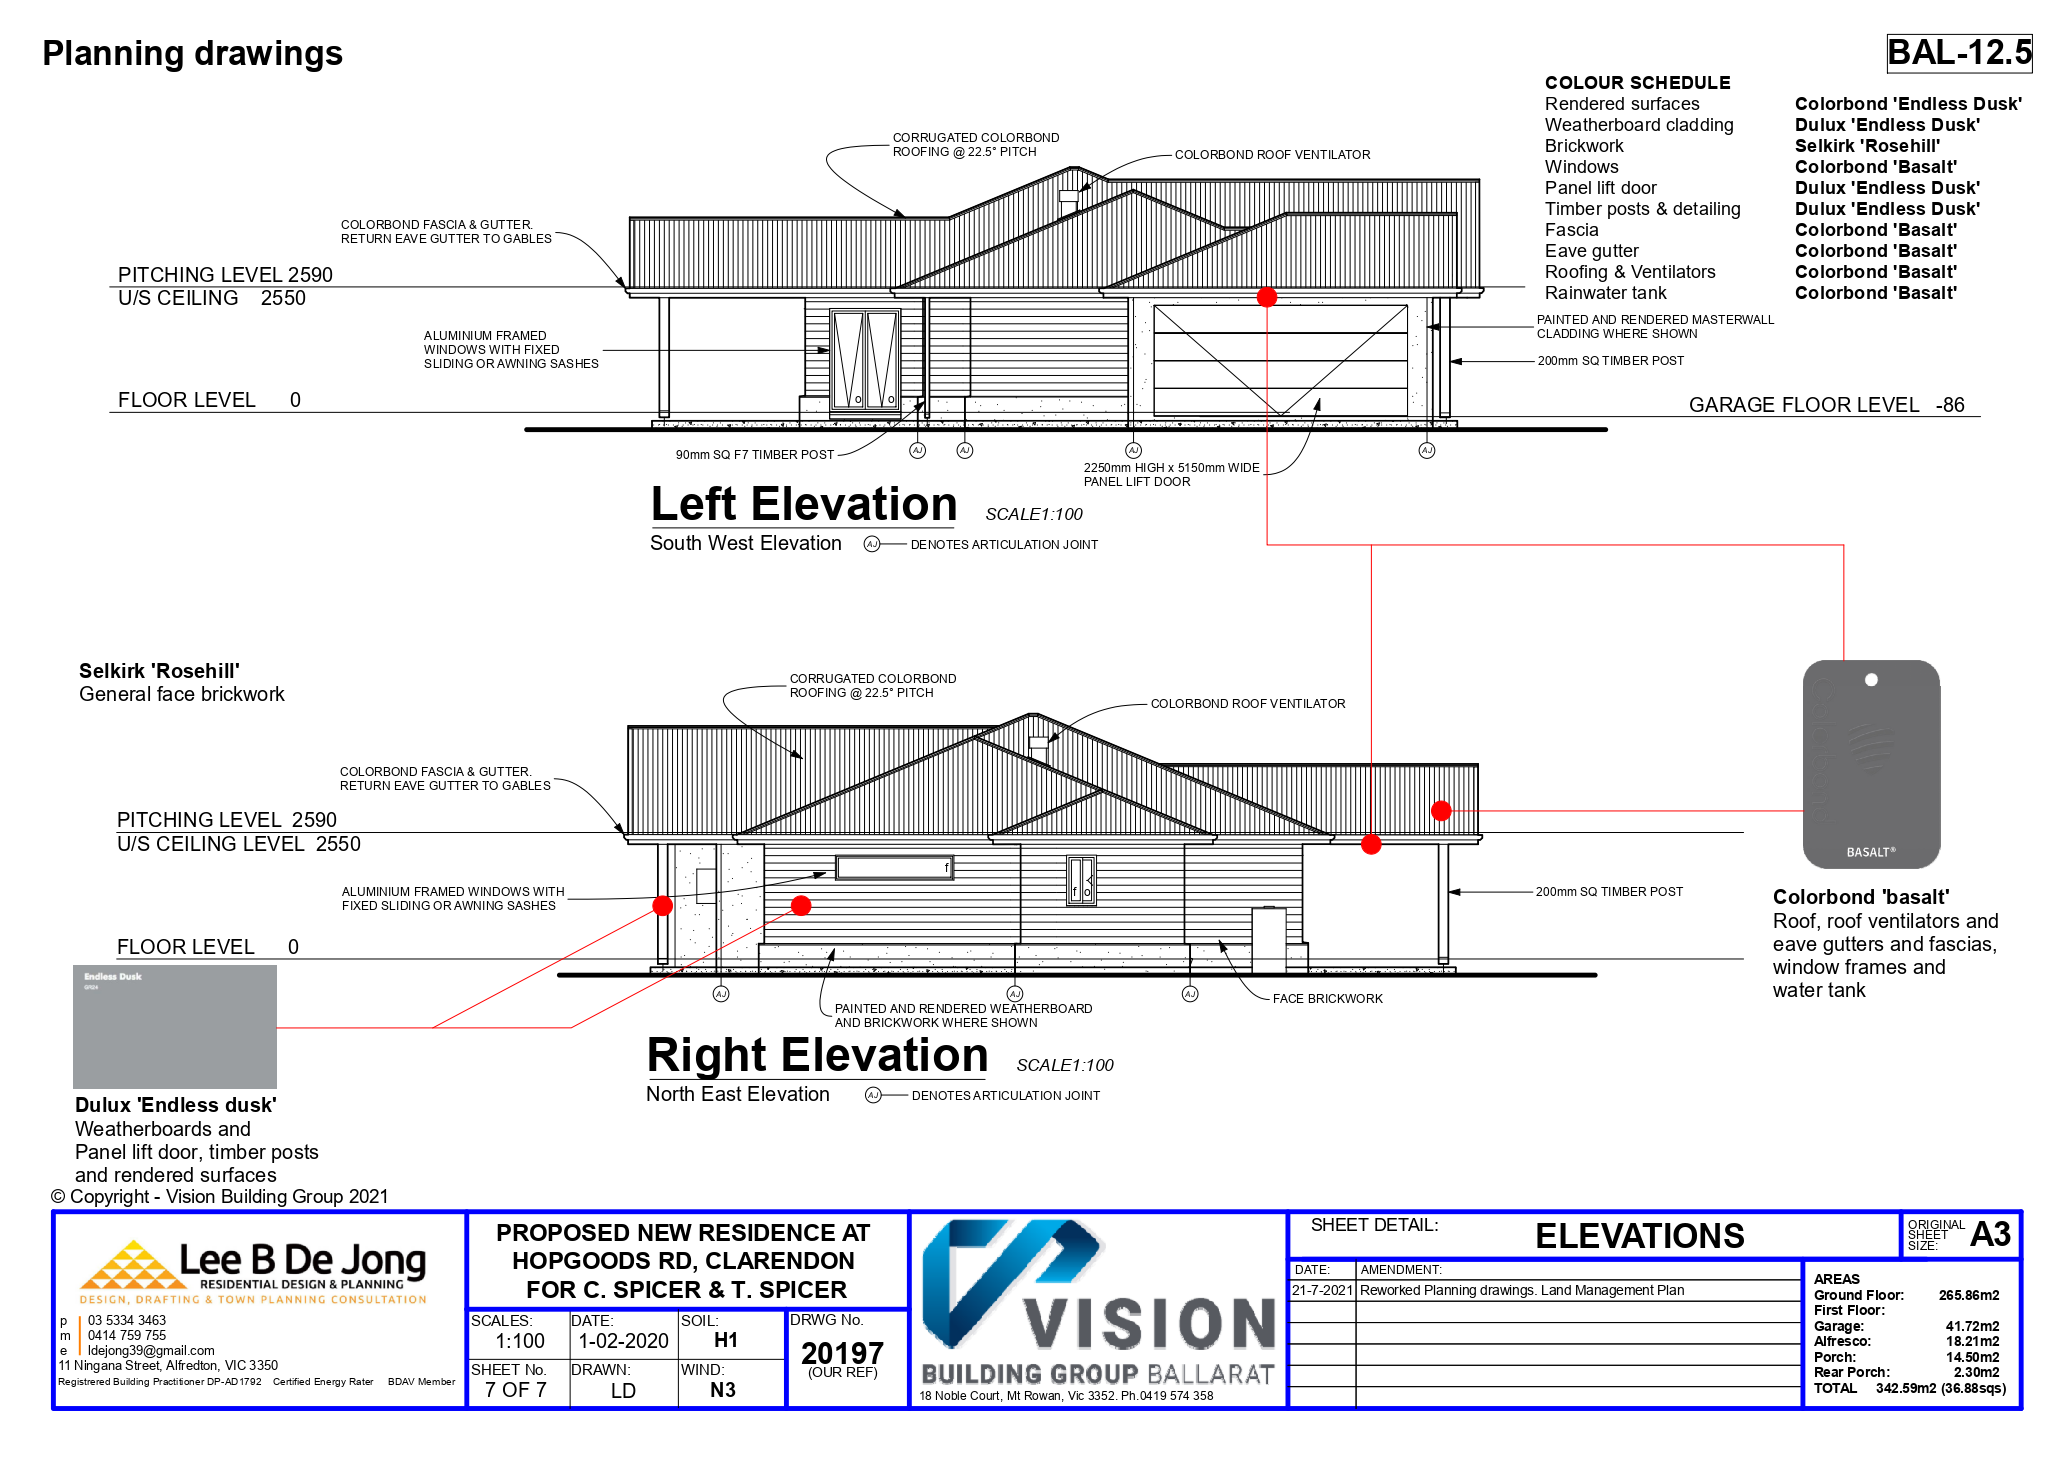 Planning drawings
BAL-12.5
COLOUR SCHEDULE
Rendered surfaces Colorbond 'Endless Dusk'
Weatherboard cladding Dulux 'Endless Dusk'
Brickwork Selkirk 'Rosehill'
Windows Colorbond 'Basalt'
Panel lift door Dulux 'Endless Dusk'
Timber posts & detailing Dulux 'Endless Dusk'
Fascia Colorbond 'Basalt'
Eave gutter Colorbond 'Basalt'
Roofing & Ventilators Colorbond 'Basalt'
Rainwater tank Colorbond 'Basalt'
CORRUGATED COLORBOND
ROOFING @ 22.5° PITCH
COLORBOND ROOF VENTILATOR
COLORBOND FASCIA & GUTTER.
RETURN EAVE GUTTER TO GABLES
PITCHING LEVEL 2590
U/S CEILING 2550
ALUMINIUM FRAMED
WINDOWS WITH FIXED
SLIDING OR AWNING SASHES
PAINTED AND RENDERED MASTERWALL
CLADDING WHERE SHOWN
200mm SQ TIMBER POST
o o
FLOOR LEVEL 0
GARAGE FLOOR LEVEL -86
90mm SQ F7 TIMBER POST
AJ AJ AJ AJ
2250mm HIGH x 5150mm WIDE
PANEL LIFT DOOR
Left Elevation SCALE1:100
South West Elevation AJ DENOTES ARTICULATION JOINT
Selkirk 'Rosehill'
General face brickwork
CORRUGATED COLORBOND
ROOFING @ 22.5° PITCH
COLORBOND ROOF VENTILATOR
COLORBOND FASCIA & GUTTER.
RETURN EAVE GUTTER TO GABLES
PITCHING LEVEL 2590
U/S CEILING LEVEL 2550
ALUMINIUM FRAMED WINDOWS WITH
FIXED SLIDING OR AWNING SASHES
f
f o
200mm SQ TIMBER POST
FLOOR LEVEL 0
AJ AJ AJ
PAINTED AND RENDERED WEATHERBOARD
AND BRICKWORK WHERE SHOWN
FACE BRICKWORK
Right Elevation SCALE1:100
North East Elevation AJ DENOTES ARTICULATION JOINT
BASALT®
Colorbond 'basalt'
Roof, roof ventilators and
eave gutters and fascias,
window frames and
water tank
Endless Dusk
Dulux 'Endless dusk'
Weatherboards and
Panel lift door, timber posts
and rendered surfaces
© Copyright - Vision Building Group 2021
Lee B De Jong
RESIDENTIAL DESIGN & PLANNING
DESIGN, DRAFTING & TOWN PLANNING CONSULTATION
p 03 5334 3463
m 0414 759 755
e ldejong39@gmail.com
11 Ningana Street, Alfredton, VIC 3350
Registrered Building Practitioner DP-AD1792 Certified Energy Rater BDAV Member
PROPOSED NEW RESIDENCE AT
HOPGOODS RD, CLARENDON
FOR C. SPICER & T. SPICER
SCALES:
1:100
DATE:
1-02-2020
SOIL:
H1
DRWG No.
20197
(OUR REF)
SHEET No.
7 OF 7
DRAWN:
LD
WIND:
N3
VISION
BUILDING GROUP BALLARAT
18 Noble Court, Mt Rowan, Vic 3352. Ph.0419 574 358
SHEET DETAIL: ELEVATIONS
ORIGINAL
SHEET
SIZE:
A3
DATE: AMENDMENT:
21-7-2021 Reworked Planning drawings. Land Management Plan
AREAS
Ground Floor: 265.86m2
First Floor:
Garage: 41.72m2
Alfresco: 18.21m2
Porch: 14.50m2
Rear Porch: 2.30m2
TOTAL 342.59m2 (36.88sqs)